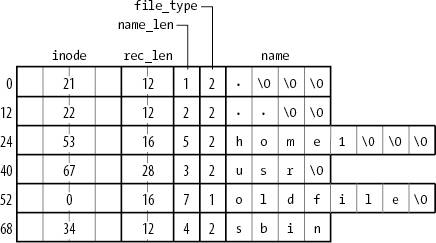 file_type
name_len
inode rec_len name
0 21 12 1 2 . \0 \0 \0
12 22 12 2 2 . . \0 \0
24 53 16 5 2 h o m e 1 \0 \0 \0
40 67 28 3 2 u s r \0
52 0 16 7 1 o l d f i l e \0
68 34 12 4 2 s b i n